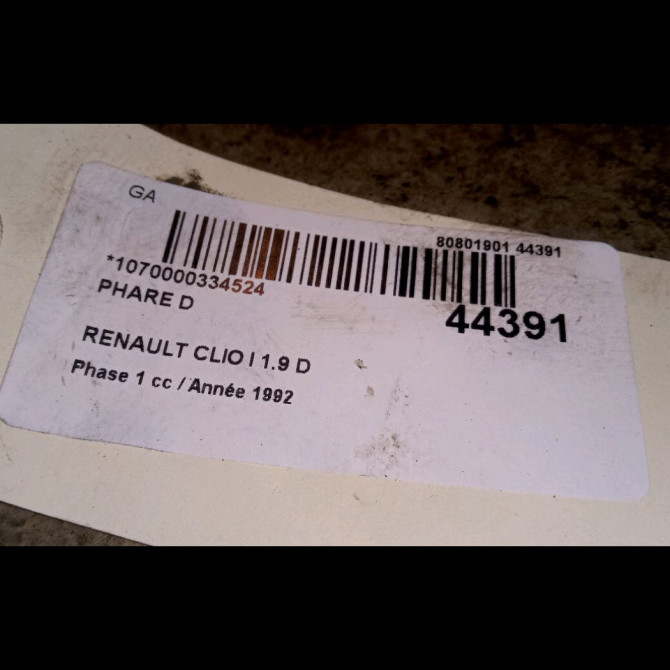 GA
80801901 44391
*1070000334524
PHARE D
44391
RENAULT CLIO I 1.9 D
Phase 1 cc / Année 1992